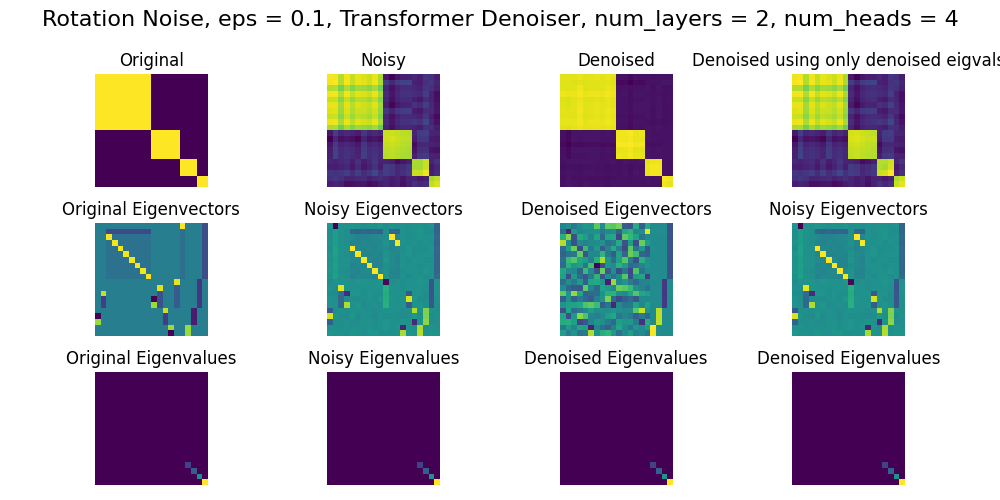 Rotation Noise, eps = 0.1, Transformer Denoiser, num_layers = 2, num_heads = 4
Original
Noisy
Denoised
Denoised using only denoised eigvals
Original Eigenvectors
Noisy Eigenvectors
Denoised Eigenvectors
Noisy Eigenvectors
Original Eigenvalues
Noisy Eigenvalues
Denoised Eigenvalues
Denoised Eigenvalues